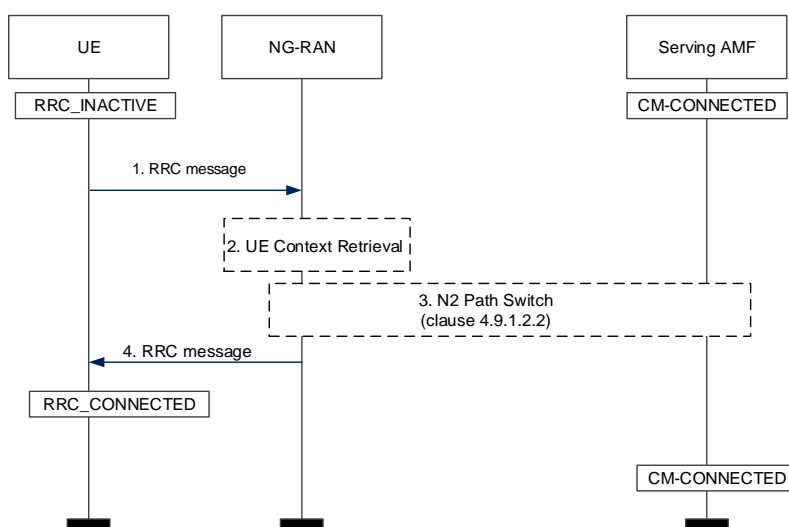 UE
NG-RAN
Serving AMF
RRC_INACTIVE
CM-CONNECTED
1. RRC message
2. UE Context Retrieval
3. N2 Path Switch
(clause 4.9.1.2.2)
4. RRC message
RRC_CONNECTED
CM-CONNECTED